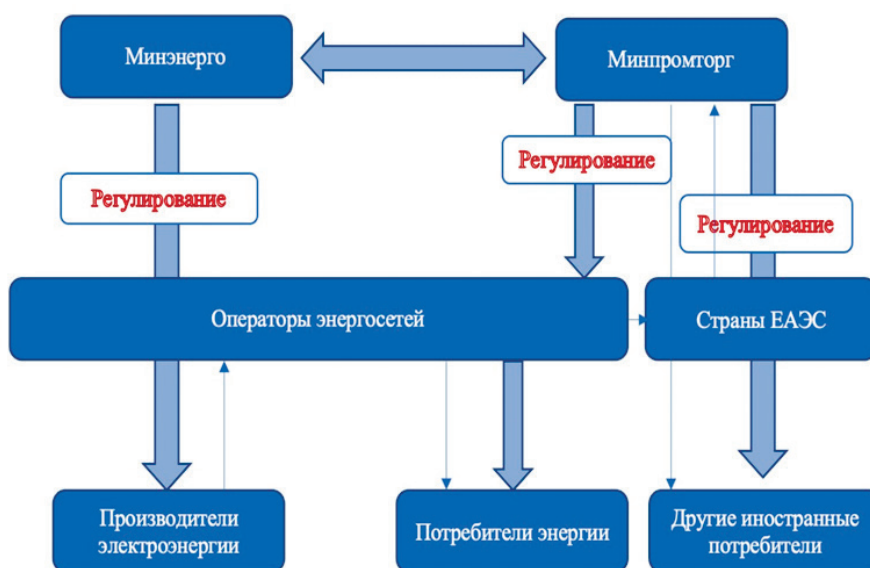 Минэнерго
Минпромторг
Регулирование
Регулирование
Регулирование
Операторы энергосетей
Страны ЕАЭС
Производители
электроэнергии
Потребители энергии
Другие иностранные
потребители